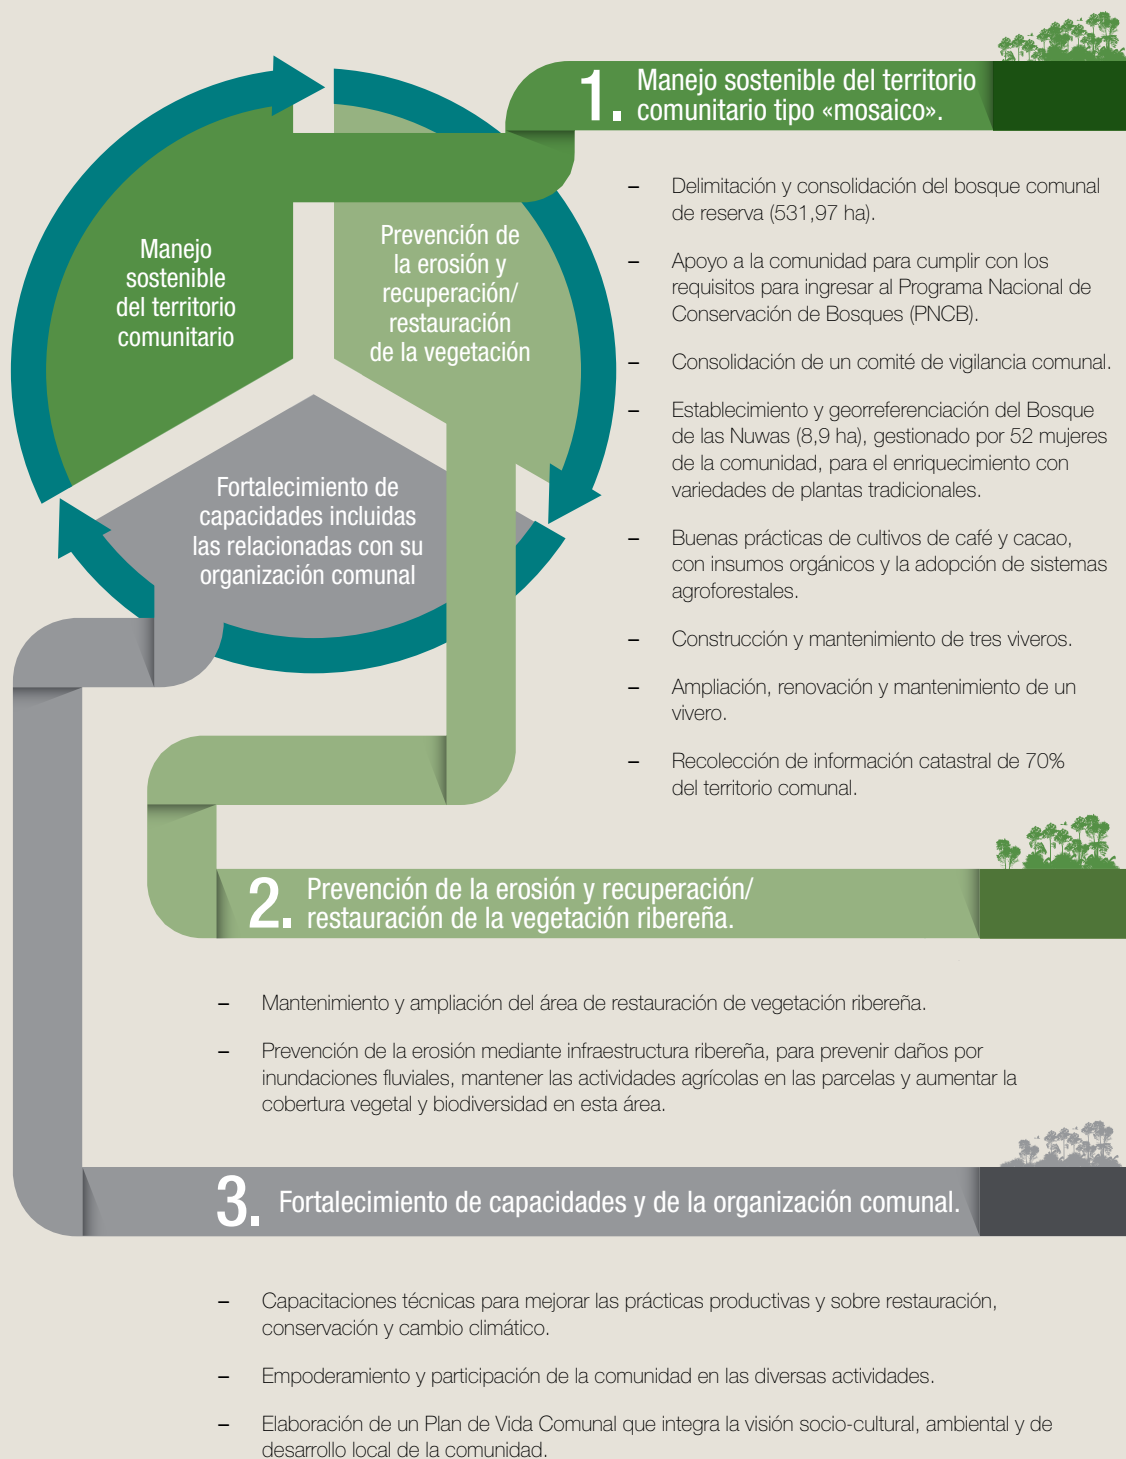 1. Manejo sostenible del territorio
comunitario tipo «mosaico».
Manejo
sostenible
del territorio
comunitario
Prevención de
la erosión y
recuperación/
restauración
de la vegetación
Fortalecimiento de
capacidades incluidas
las relacionadas con su
organización comunal
– Delimitación y consolidación del bosque comunal
de reserva (531,97 ha).
– Apoyo a la comunidad para cumplir con los
requisitos para ingresar al Programa Nacional de
Conservación de Bosques (PNCB).
– Consolidación de un comité de vigilancia comunal.
– Establecimiento y georreferenciación del Bosque
de las Nuwas (8,9 ha), gestionado por 52 mujeres
de la comunidad, para el enriquecimiento con
variedades de plantas tradicionales.
– Buenas prácticas de cultivos de café y cacao,
con insumos orgánicos y la adopción de sistemas
agroforestales.
– Construcción y mantenimiento de tres viveros.
– Ampliación, renovación y mantenimiento de un
vivero.
– Recolección de información catastral de 70%
del territorio comunal.
2. Prevención de la erosión y recuperación/
restauración de la vegetación ribereña.
– Mantenimiento y ampliación del área de restauración de vegetación ribereña.
– Prevención de la erosión mediante infraestructura ribereña, para prevenir daños por
inundaciones fluviales, mantener las actividades agrícolas en las parcelas y aumentar la
cobertura vegetal y biodiversidad en esta área.
3. Fortalecimiento de capacidades y de la organización comunal.
– Capacitaciones técnicas para mejorar las prácticas productivas y sobre restauración,
conservación y cambio climático.
– Empoderamiento y participación de la comunidad en las diversas actividades.
– Elaboración de un Plan de Vida Comunal que integra la visión socio-cultural, ambiental y de
desarrollo local de la comunidad.